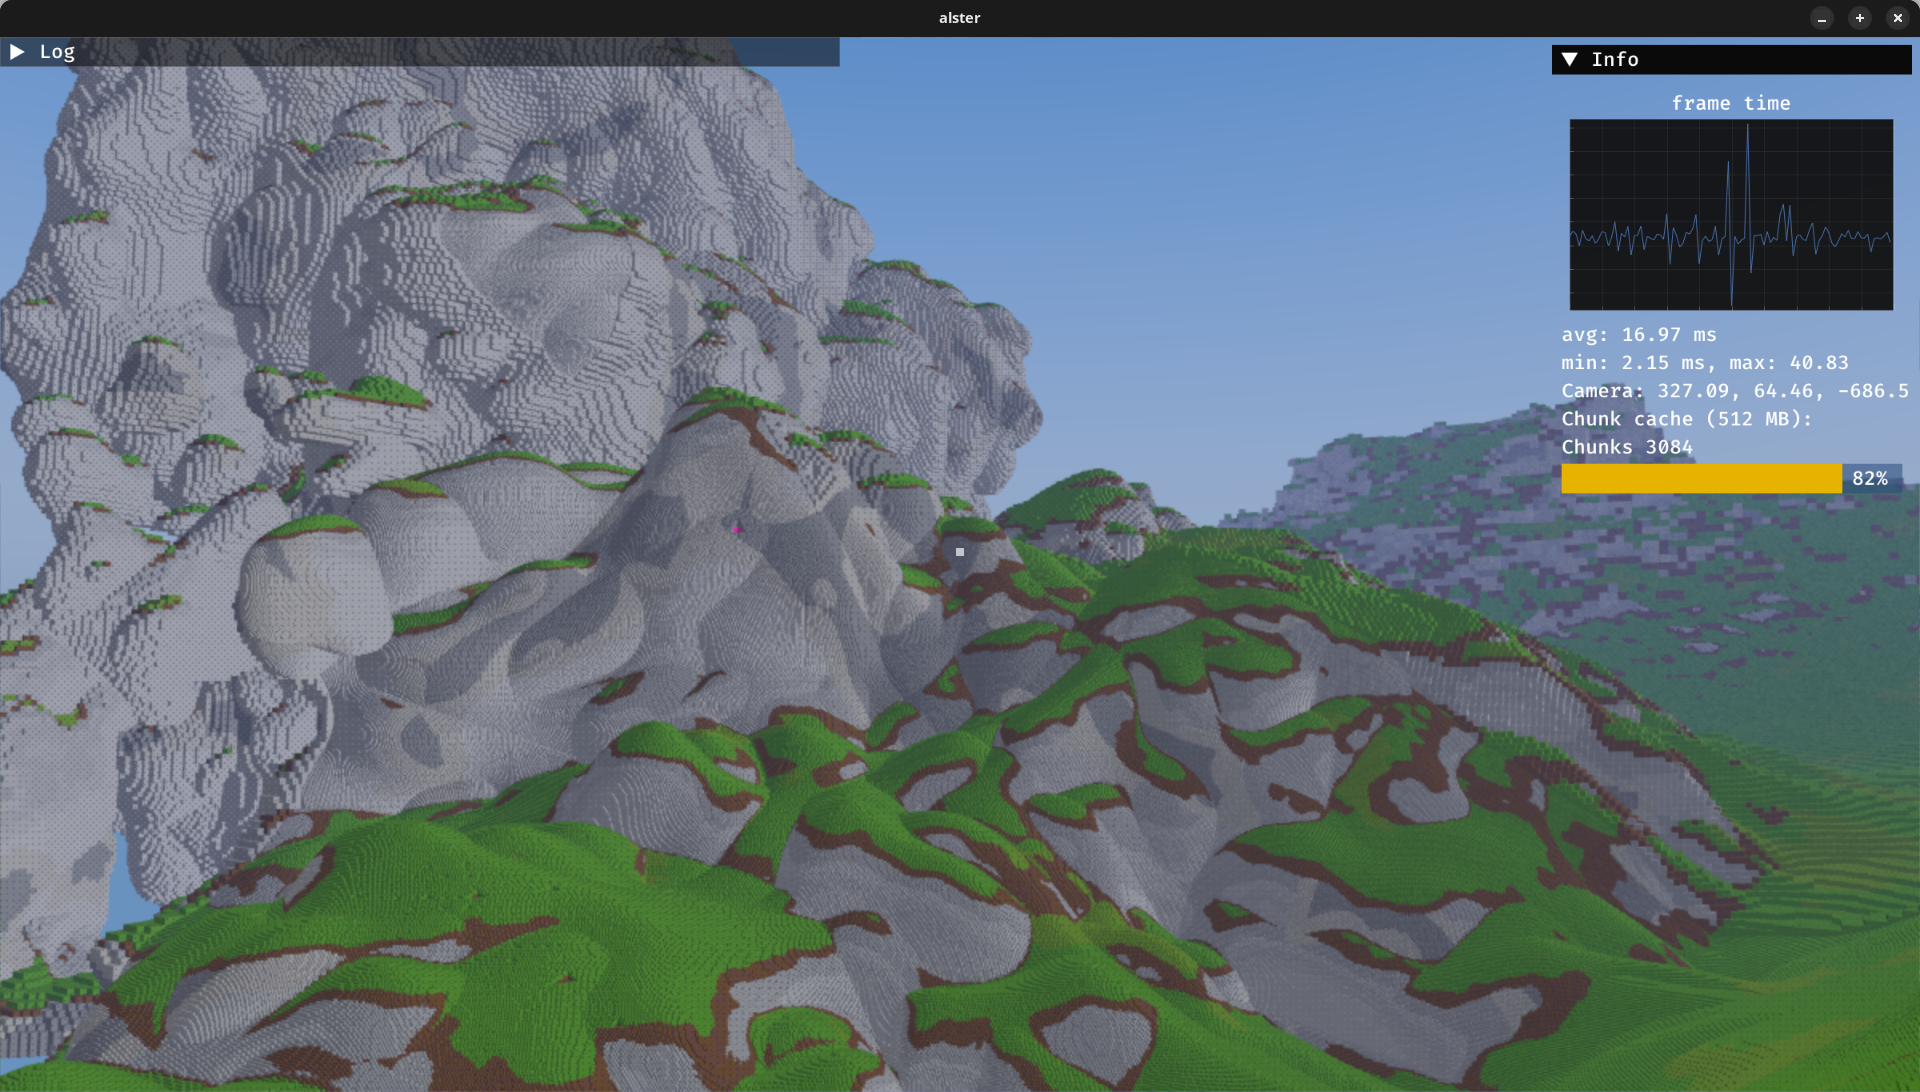 alster
Log
Info
frame time
avg: 16.97 ms
min: 2.15 ms, max: 40.83
Camera: 327.09, 64.46, -686.5
Chunk cache (512 MB):
Chunks 3084
82%